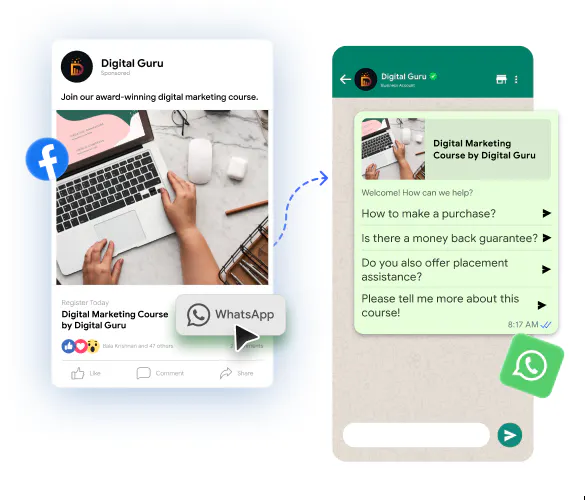 Digital Guru
Sponsored
Join our award-winning digital marketing course.
Register Today
Digital Marketing Course
by Digital Guru
WhatsApp
and 47 others
Like
Comment
Share
Digital Guru
Business Account
Digital Marketing
Course by Digital Guru
Welcome! How can we help?
How to make a purchase?
Is there a money back guarantee?
Do you also offer placement
assistance?
Please tell me more about this
course!
8:17 AM